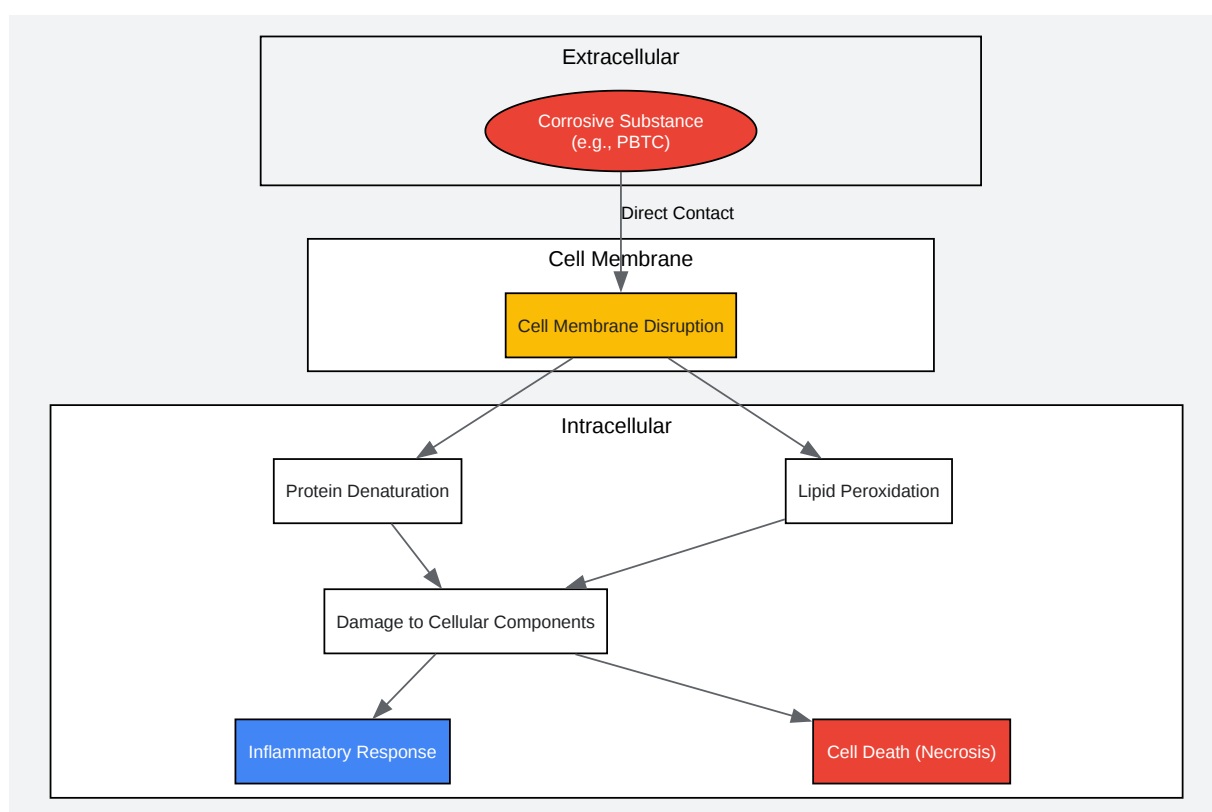 Extracellular
Corrosive Substance
(e.g., PBTC)
Direct Contact
Cell Membrane
Cell Membrane Disruption
Intracellular
Protein Denaturation
Lipid Peroxidation
Damage to Cellular Components
Inflammatory Response
Cell Death (Necrosis)